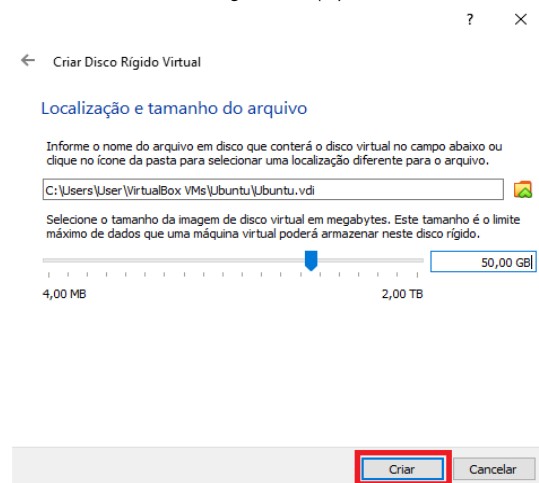 ?
Criar Disco Rígido Virtual
Localização e tamanho do arquivo
Informe o nome do arquivo em disco que conterá o disco virtual no campo abaixo ou
clique no ícone da pasta para selecionar uma localização diferente para o arquivo.
C:\Users\User\VirtualBox VMs\Ubuntu\Ubuntu.vdi
Selecione o tamanho da imagem de disco virtual em megabytes. Este tamanho é o limite
máximo de dados que uma máquina virtual poderá armazenar neste disco rígido.
50,00 GB
4,00 MB 2,00 TB
Criar Cancelar